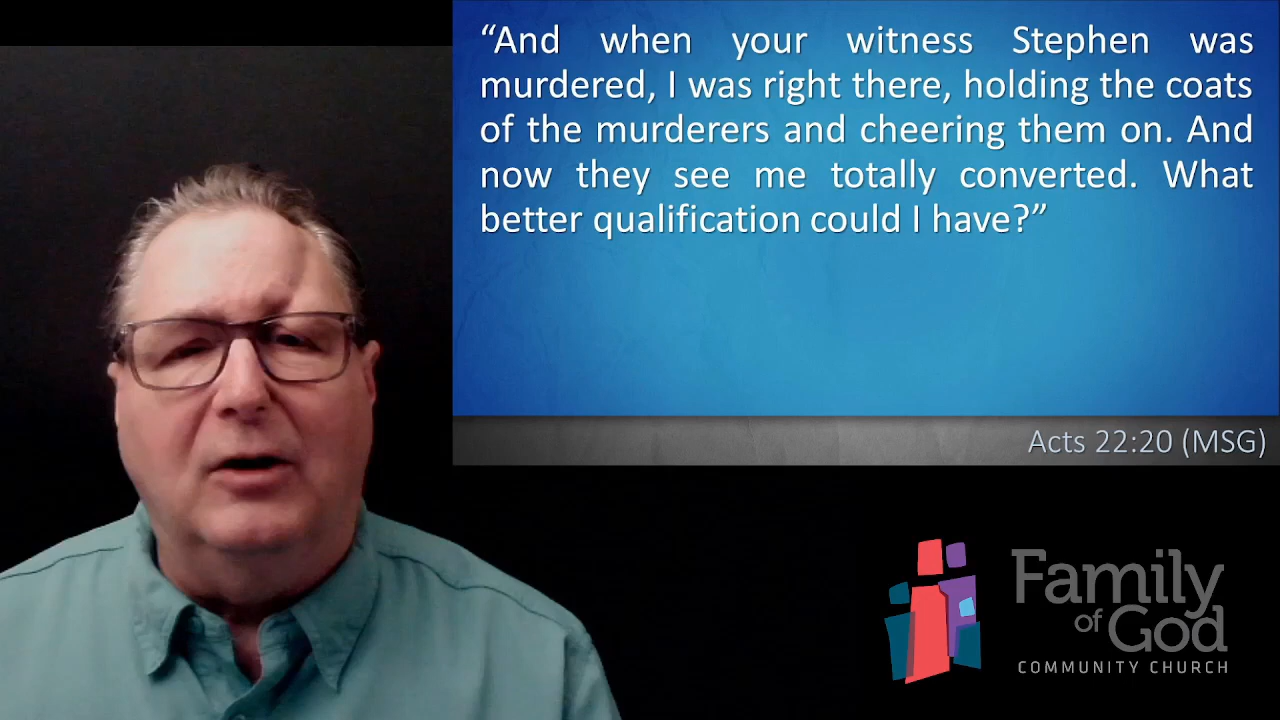 “And when your witness Stephen was
murdered, I was right there, holding the coats
of the murderers and cheering them on. And
now they see me totally converted. What
better qualification could I have?”
Acts 22:20 (MSG)
Family
of God
COMMUNITY CHURCH